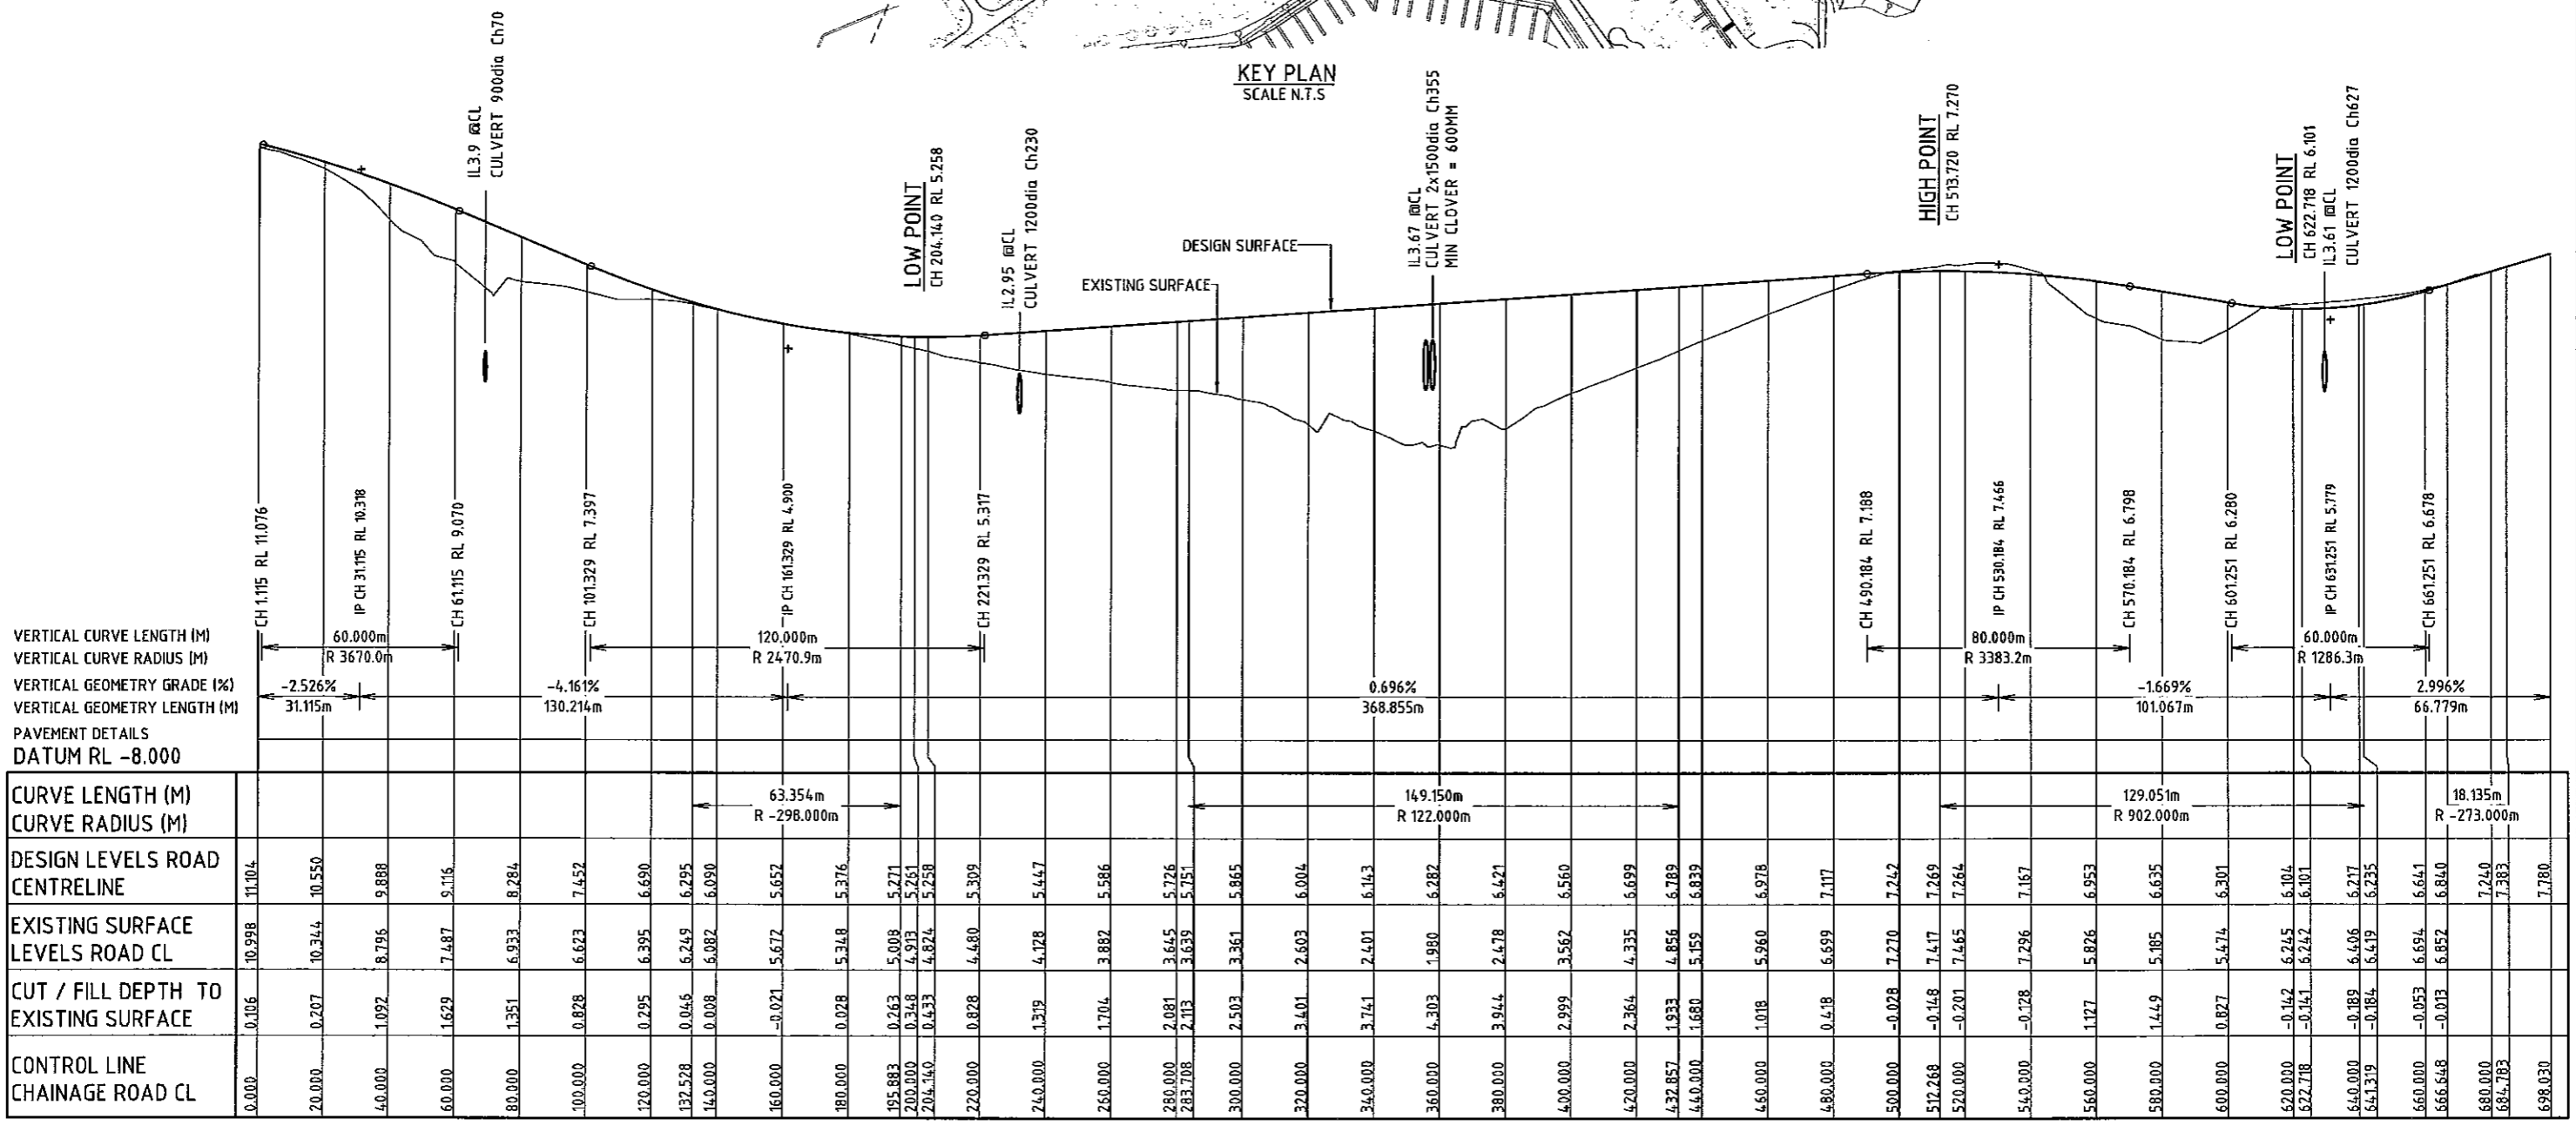 KEY PLAN
SCALE N.T.S
IL3.9 @CL
CULVERT 900dia Ch70
LOW POINT
CH 204.140 RL 5.258
IL2.95 @CL
CULVERT 1200dia Ch230
DESIGN SURFACE
EXISTING SURFACE
IL3.67 @CL
CULVERT 2x1500dia Ch355
MIN CLOVER = 600MM
HIGH POINT
CH 513.720 RL 7.270
LOW POINT
CH 622.718 RL 6.101
IL3.61 @CL
CULVERT 1200dia Ch627
CH 1.115 RL 11.076
IP CH 31.115 RL 10.318
CH 61.115 RL 9.070
CH 101.329 RL 7.397
IP CH 161.329 RL 4.900
CH 221.329 RL 5.317
CH 490.184 RL 7.188
IP CH 530.184 RL 7.466
CH 570.184 RL 6.798
CH 601.251 RL 6.280
IP CH 631.251 RL 5.779
CH 661.251 RL 6.678
VERTICAL CURVE LENGTH (M) 60.000m 120.000m 80.000m 60.000m
VERTICAL CURVE RADIUS (M) R 3670.0m R 2470.9m R 3383.2m R 1286.3m
VERTICAL GEOMETRY GRADE (%) -2.526% -4.161% 0.696% -1.669% 2.996%
VERTICAL GEOMETRY LENGTH (M) 31.115m 130.214m 368.855m 101.067m 66.779m
PAVEMENT DETAILS
DATUM RL -8.000
CURVE LENGTH (M) 63.354m 149.150m 129.051m 18.135m
CURVE RADIUS (M) R -298.000m R 122.000m R 902.000m R -273.000m
DESIGN LEVELS ROAD
CENTRELINE
11.104 10.550 9.888 9.116 8.284 7.452 6.690 6.295 6.090 5.652 5.376 5.271 5.261 5.258 5.309 5.447 5.586 5.726 5.751 5.865 6.004 6.143 6.282 6.421 6.560 6.699 6.789 6.839 6.978 7.117 7.242 7.269 7.264 7.167 6.953 6.635 6.301 6.104 6.101 6.217 6.235 6.641 6.840 7.240 7.383 7.780
EXISTING SURFACE
LEVELS ROAD CL
10.998 10.344 8.796 7.487 6.933 6.623 6.395 6.249 6.082 5.672 5.348 5.008 4.913 4.824 4.480 4.128 3.882 3.645 3.639 3.361 2.603 2.401 1.980 2.478 3.562 4.335 4.856 5.159 5.960 6.699 7.270 7.417 7.465 7.296 5.826 5.185 5.474 6.245 6.242 6.406 6.419 6.694 6.852
CUT / FILL DEPTH TO
EXISTING SURFACE
0.106 0.207 1.092 1.629 1.351 0.828 0.295 0.046 0.008 -0.021 0.028 0.263 0.348 0.433 0.828 1.319 1.704 2.081 2.113 2.503 3.401 3.741 4.303 3.944 2.999 2.364 1.933 1.680 1.018 0.418 -0.028 -0.148 -0.201 -0.128 1.127 1.449 0.827 -0.142 -0.141 -0.189 -0.184 -0.053 -0.013
CONTROL LINE
CHAINAGE ROAD CL
0.000 20.000 40.000 60.000 80.000 100.000 120.000 132.528 140.000 160.000 180.000 195.883 200.000 204.140 220.000 240.000 260.000 280.000 283.708 300.000 320.000 340.000 360.000 380.000 400.000 420.000 432.857 440.000 460.000 480.000 500.000 512.268 520.000 540.000 560.000 580.000 600.000 620.000 622.718 640.000 641.319 660.000 666.648 680.000 684.783 698.030